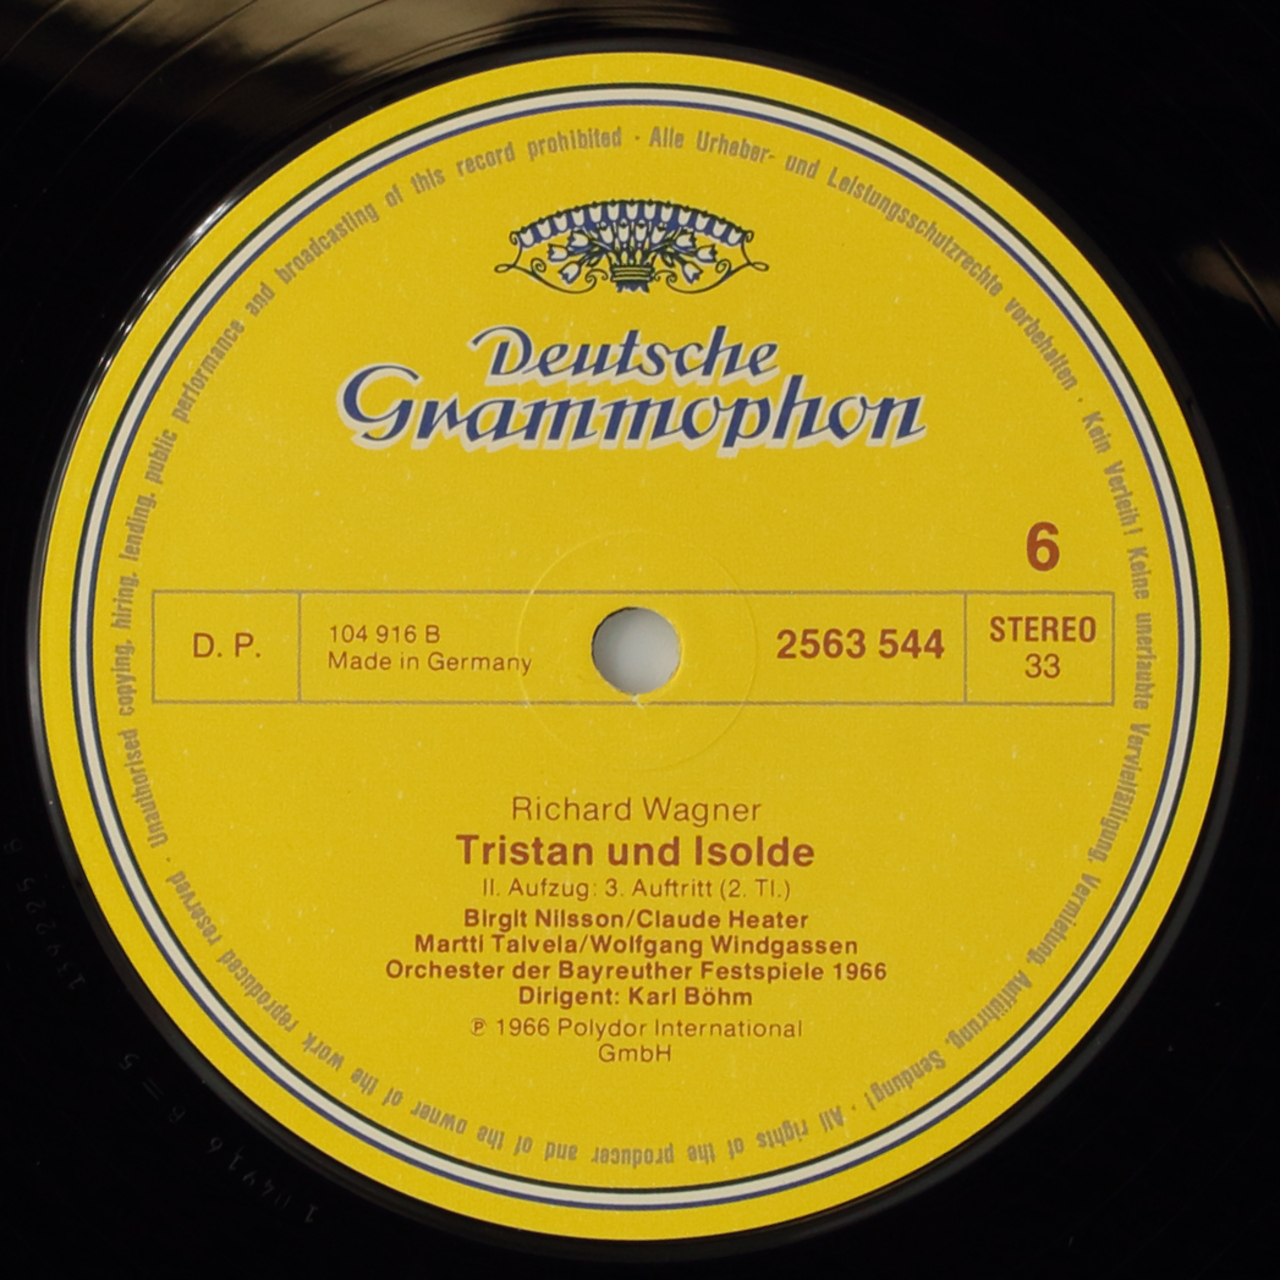 Deutsche
Grammophon
6
D. P.
104 916 B
Made in Germany
2563 544
STEREO
33
Richard Wagner
Tristan und Isolde
II. Aufzug: 3. Auftritt (2. Tl.)
Birgit Nilsson/Claude Heater
Martti Talvela/Wolfgang Windgassen
Orchester der Bayreuther Festspiele 1966
Dirigent: Karl Böhm
℗ 1966 Polydor International
GmbH
Alle Urheber- und Leistungsschutzrechte vorbehalten · Kein Verleih! Keine unerlaubte Vervielfältigung, Vermietung, Aufführung, Sendung! · All rights of the producer and of the owner of the work reproduced reserved · Unauthorised copying, hiring, lending, public performance and broadcasting of this record prohibited ·